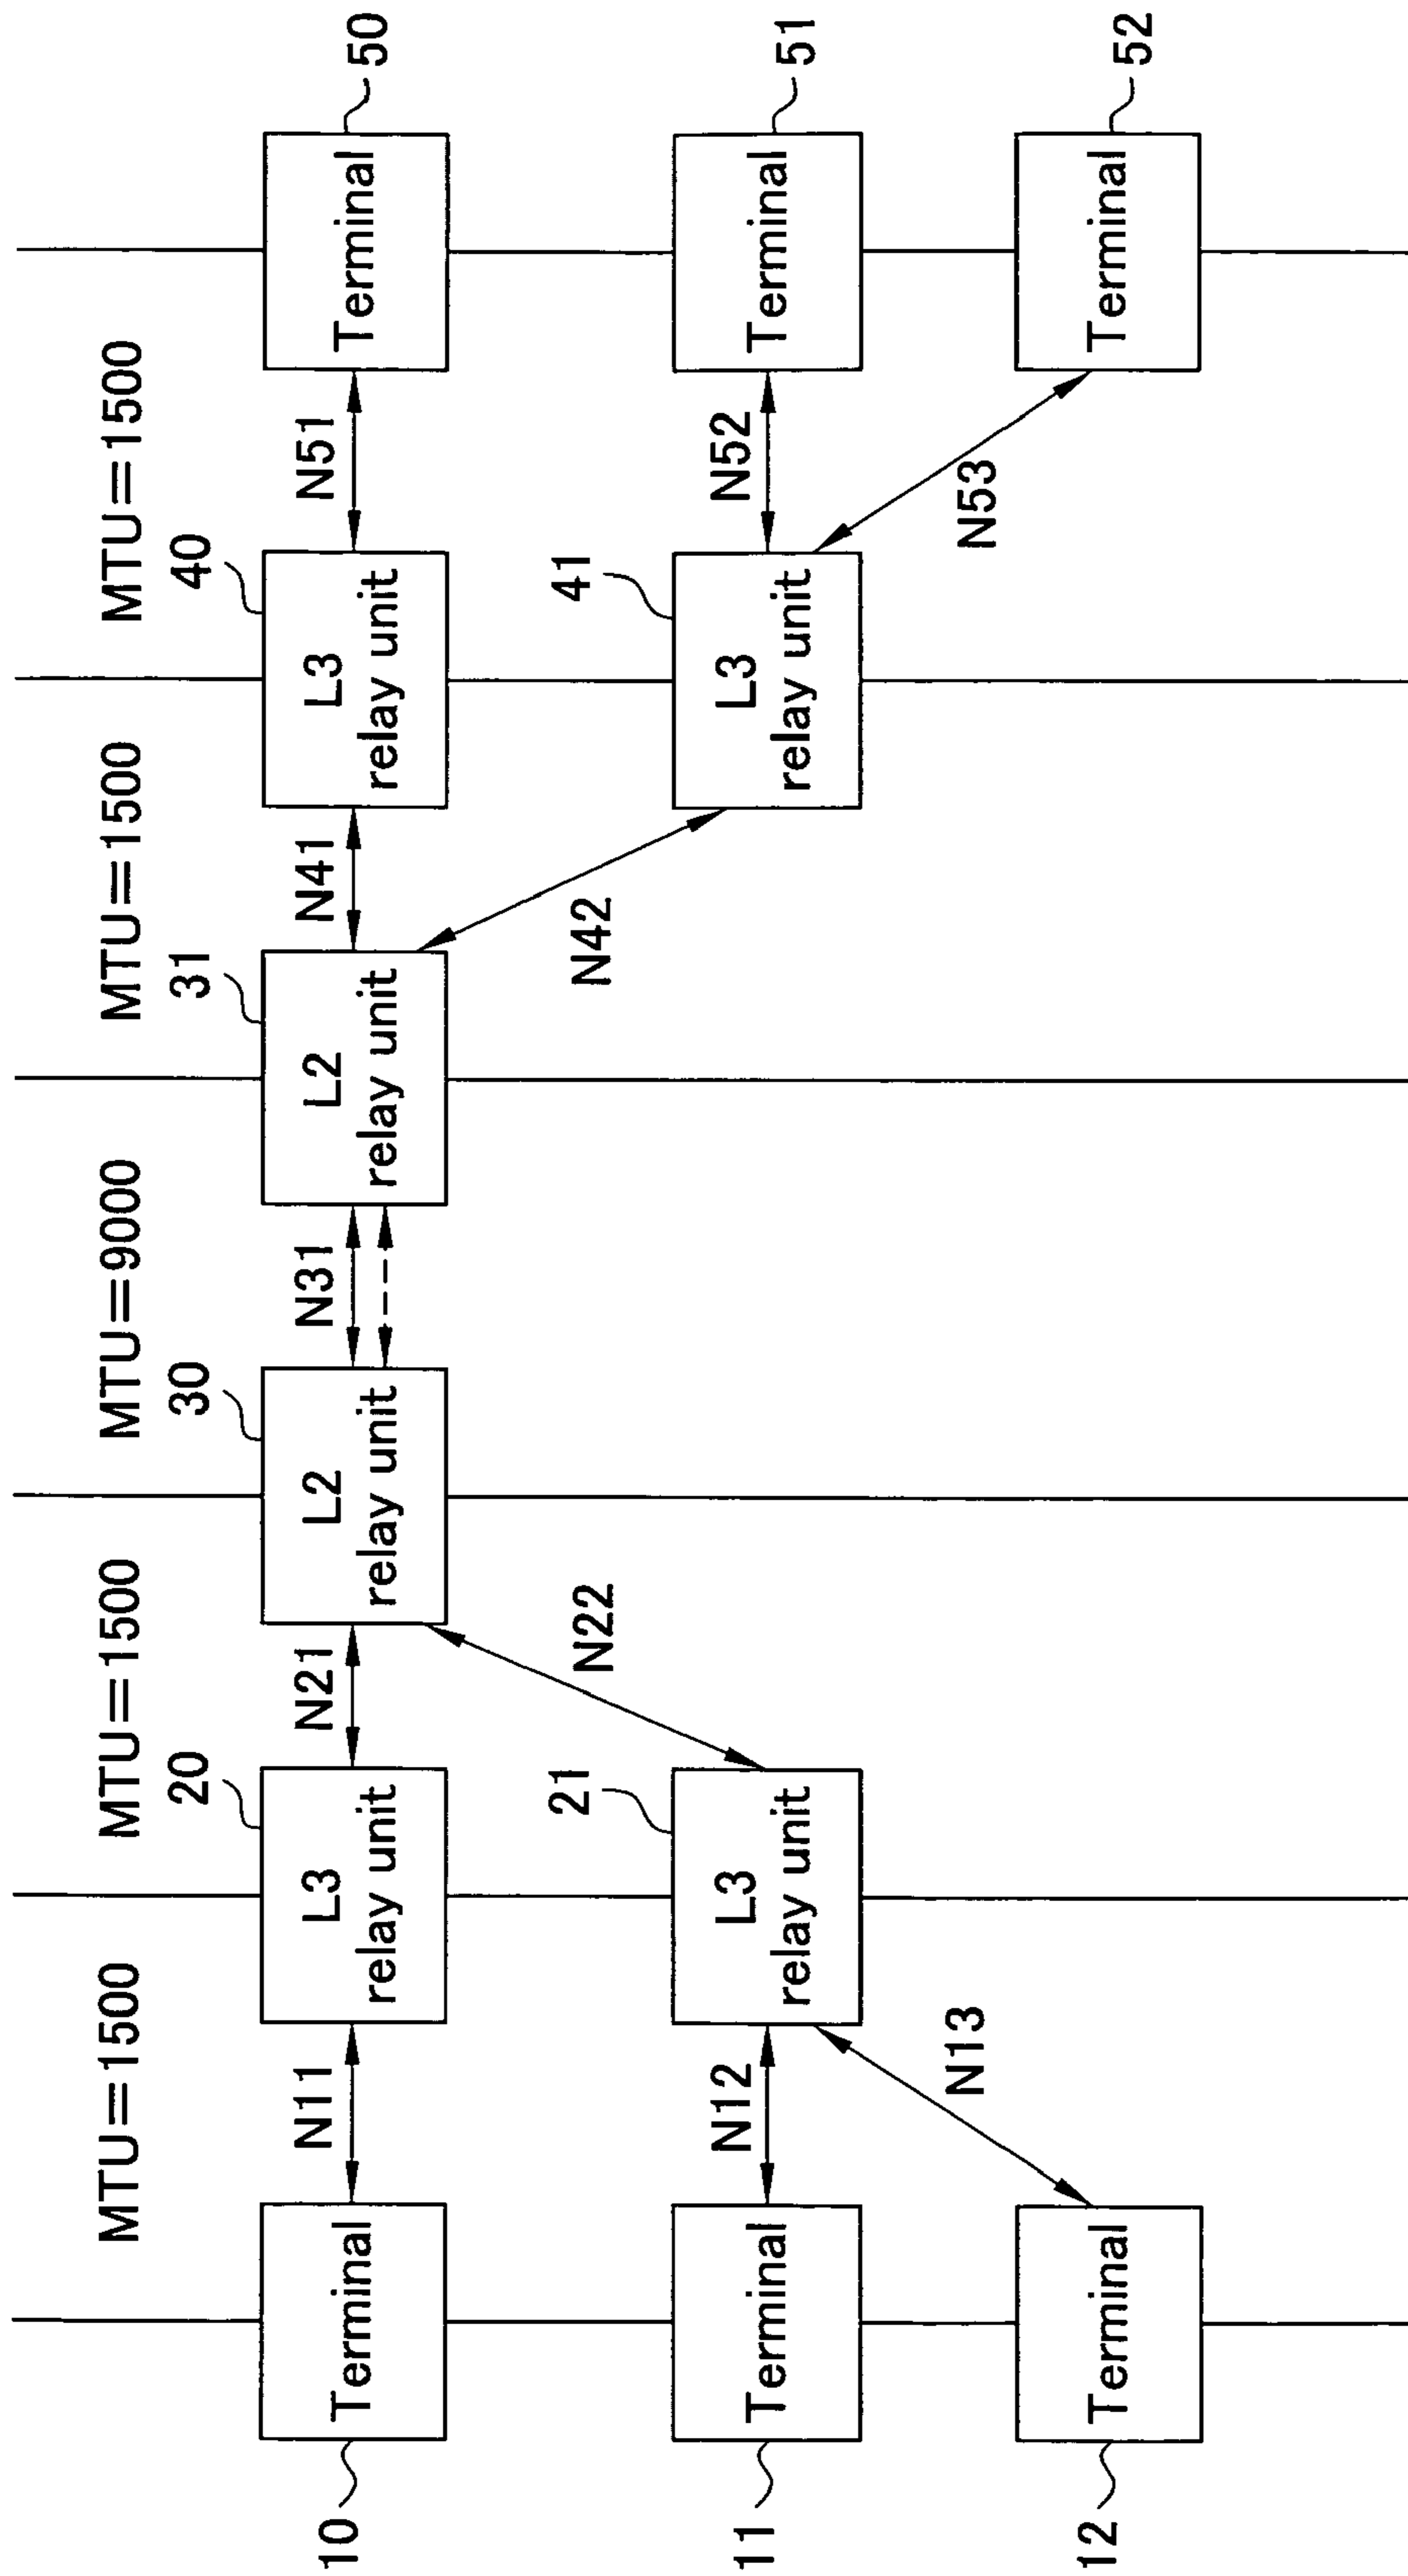 MTU=1500
MTU=1500
MTU=9000
MTU=1500
MTU=1500
10
Terminal
N11
20
L3
relay unit
N21
30
L2
relay unit
N31
31
L2
relay unit
N41
40
L3
relay unit
N51
Terminal
50
N22
N42
11
Terminal
N12
21
L3
relay unit
41
L3
relay unit
N52
Terminal
51
N13
N53
12
Terminal
Terminal
52